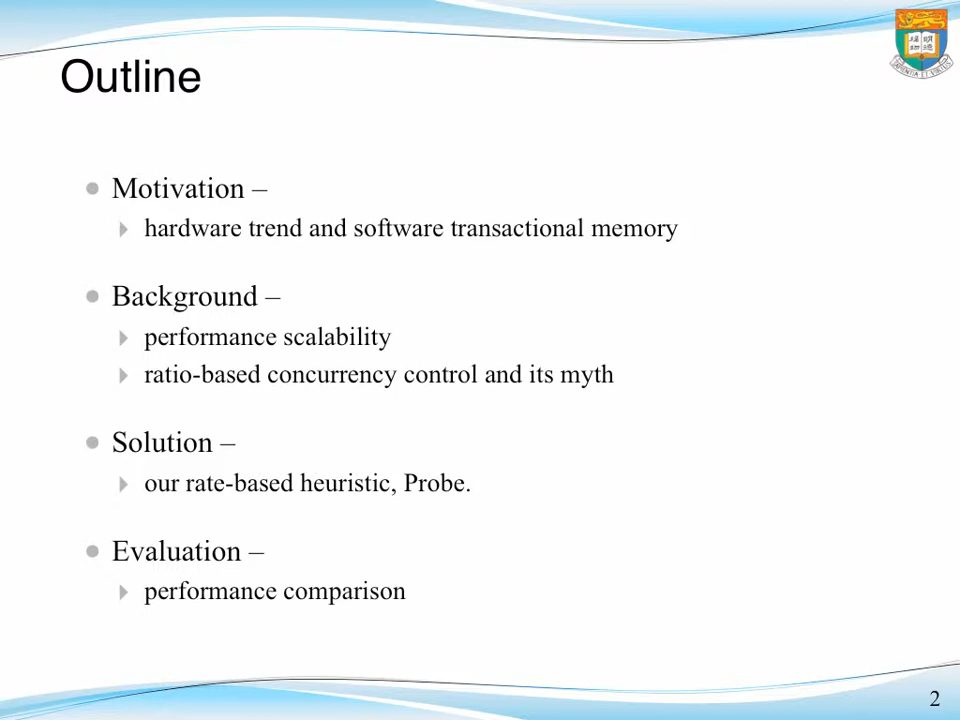 Outline
Motivation –
hardware trend and software transactional memory
Background –
performance scalability
ratio-based concurrency control and its myth
Solution –
our rate-based heuristic, Probe.
Evaluation –
performance comparison
2